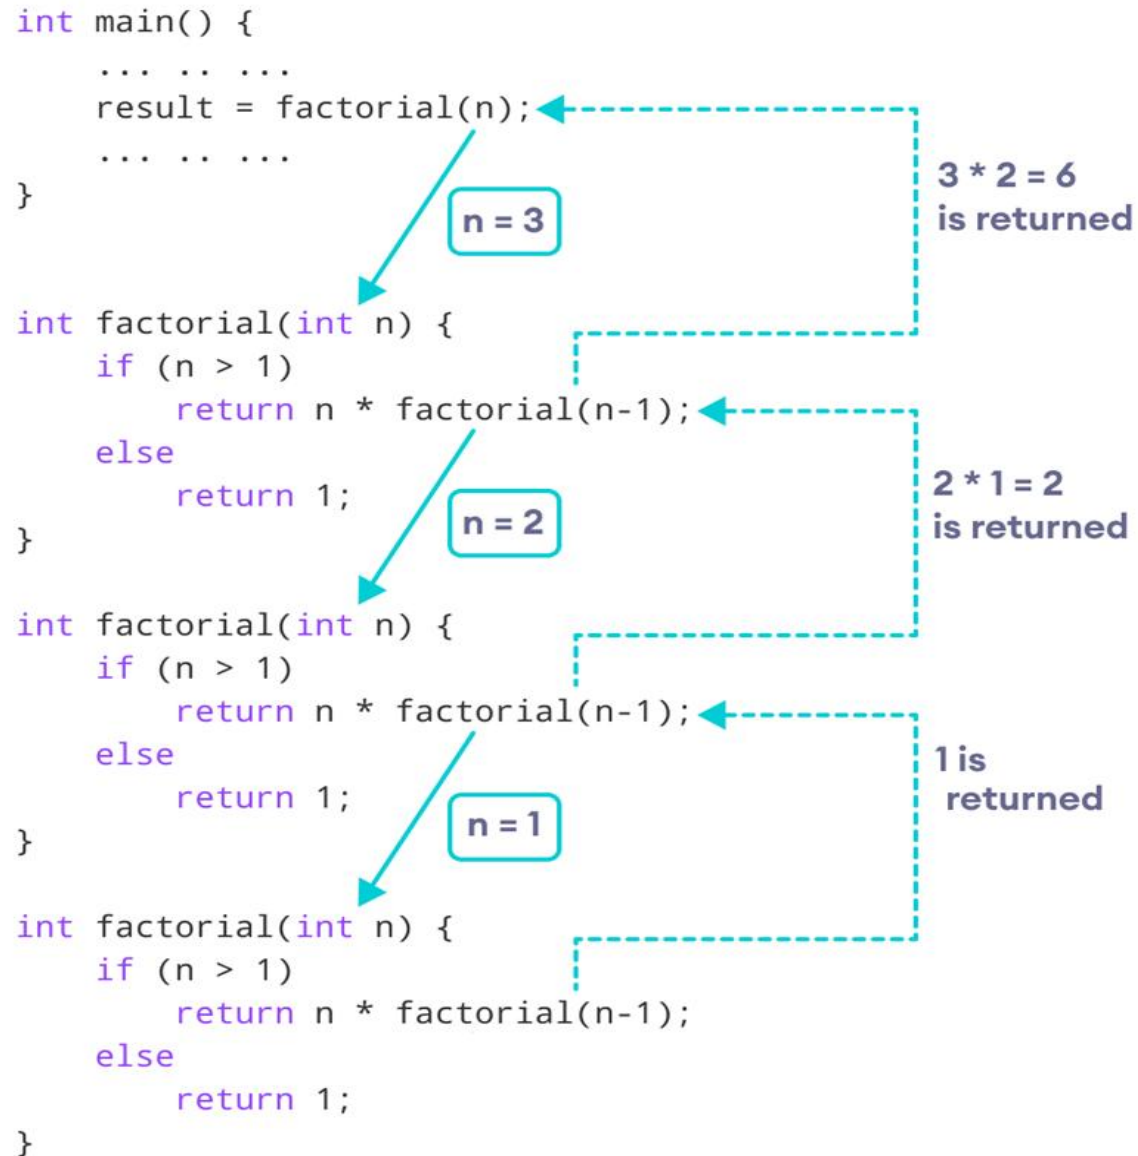 int main() {
    ... .. ...
    result = factorial(n);
    ... .. ...
}
3 * 2 = 6
is returned
n = 3
int factorial(int n) {
    if (n > 1)
        return n * factorial(n-1);
    else
        return 1;
}
2 * 1 = 2
is returned
n = 2
int factorial(int n) {
    if (n > 1)
        return n * factorial(n-1);
    else
        return 1;
}
1 is
returned
n = 1
int factorial(int n) {
    if (n > 1)
        return n * factorial(n-1);
    else
        return 1;
}